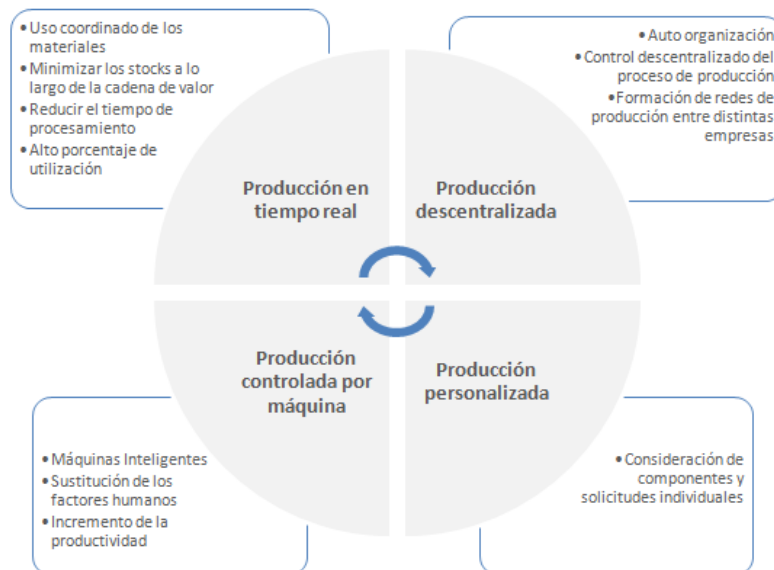 • Uso coordinado de los
materiales
• Minimizar los stocks a lo
largo de la cadena de valor
• Reducir el tiempo de
procesamiento
• Alto porcentaje de
utilización
• Auto organización
• Control descentralizado del
proceso de producción
• Formación de redes de
producción entre distintas
empresas
Producción en
tiempo real
Producción
descentralizada
Producción
controlada por
máquina
Producción
personalizada
• Máquinas Inteligentes
• Sustitución de los
factores humanos
• Incremento de la
productividad
• Consideración de
componentes y
solicitudes individuales